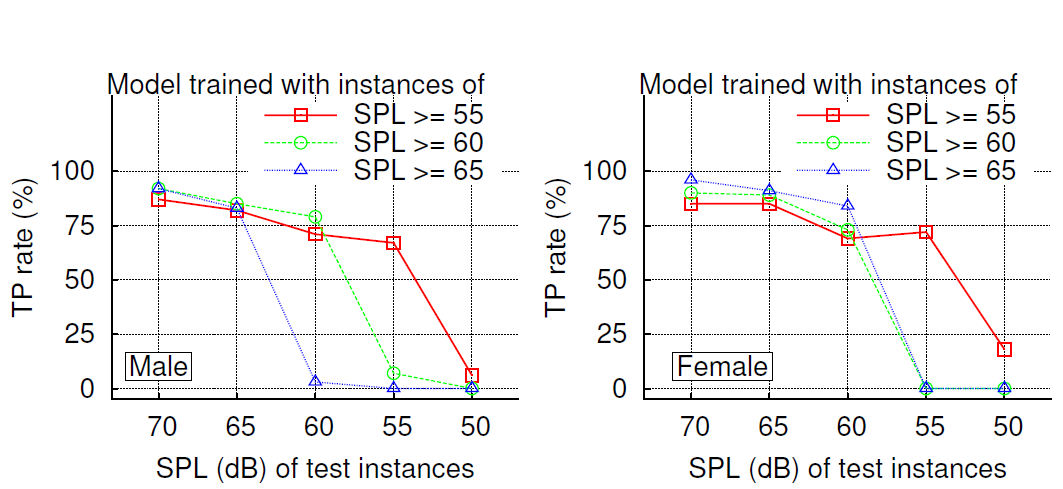 Model trained with instances of
SPL >= 55
SPL >= 60
SPL >= 65
TP rate (%)
100
75
50
25
0
Male
70 65 60 55 50
SPL (dB) of test instances
Model trained with instances of
SPL >= 55
SPL >= 60
SPL >= 65
TP rate (%)
100
75
50
25
0
Female
70 65 60 55 50
SPL (dB) of test instances